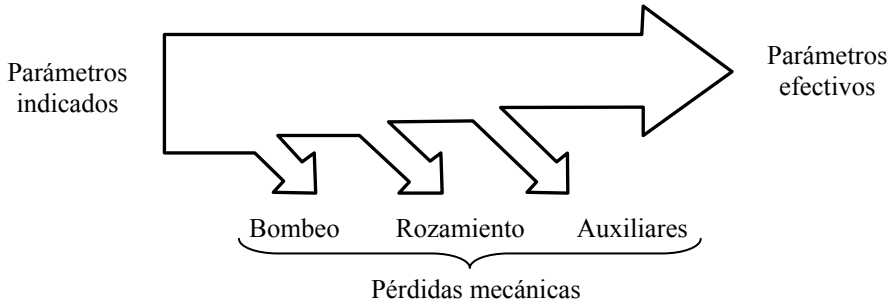 Parámetros
indicados
Parámetros
efectivos
Bombeo Rozamiento Auxiliares
Pérdidas mecánicas